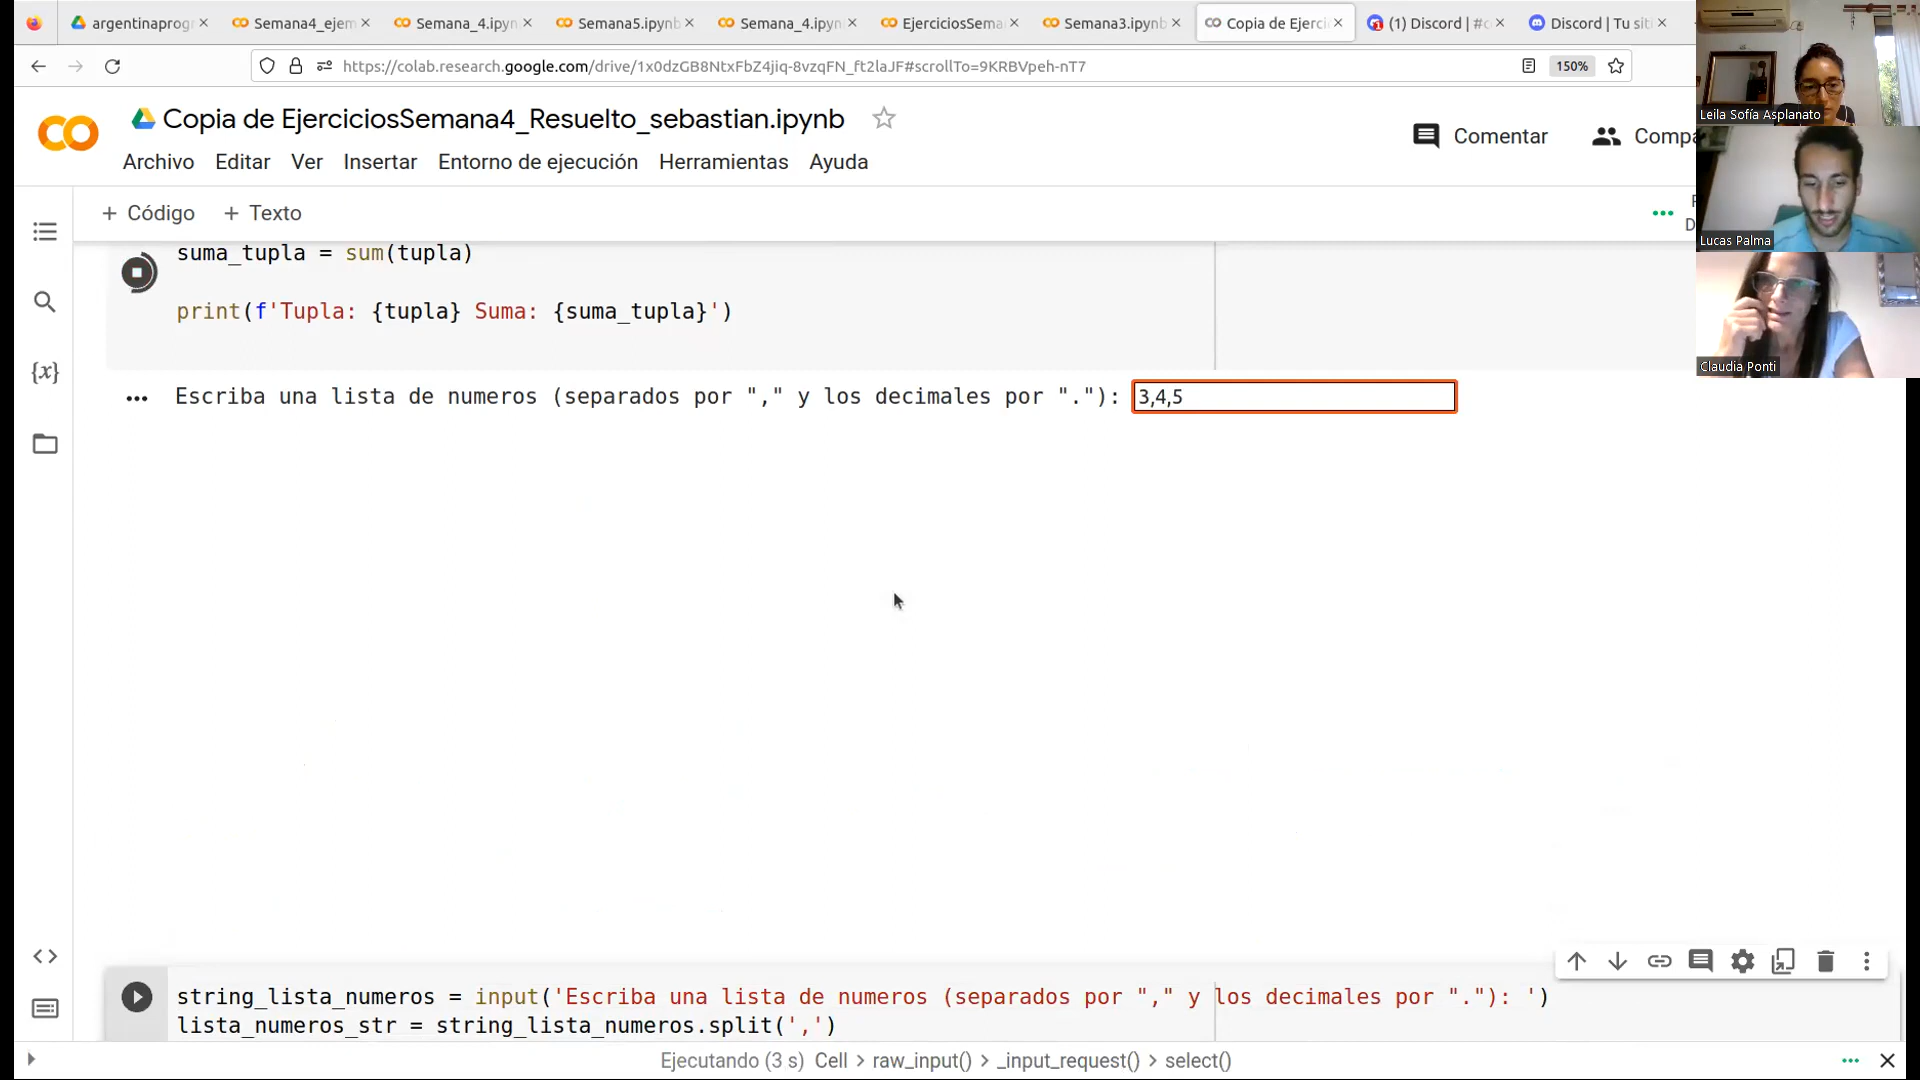 argentinaprogr
Semana4_ejem
Semana_4.ipyn
Semana5.ipynb
Semana_4.ipyn
EjerciciosSema
Semana3.ipynb
Copia de Ejerci
(1) Discord | #c
Discord | Tu sit
https://colab.research.google.com/drive/1x0dzGB8NtxFbZ4jiq-8vzqFN_ft2laJF#scrollTo=9KRBVpeh-nT7
150%
Copia de EjerciciosSemana4_Resuelto_sebastian.ipynb
Comentar
Compa
Archivo Editar Ver Insertar Entorno de ejecución Herramientas Ayuda
+ Código + Texto
R
D
Leila Sofía Asplanato
Lucas Palma
Claudia Ponti
suma_tupla = sum(tupla)
print(f'Tupla: {tupla} Suma: {suma_tupla}')
Escriba una lista de numeros (separados por "," y los decimales por "."): 3,4,5
string_lista_numeros = input('Escriba una lista de numeros (separados por "," y los decimales por "."): ')
lista_numeros_str = string_lista_numeros.split(',')
Ejecutando (3 s) Cell > raw_input() > _input_request() > select()